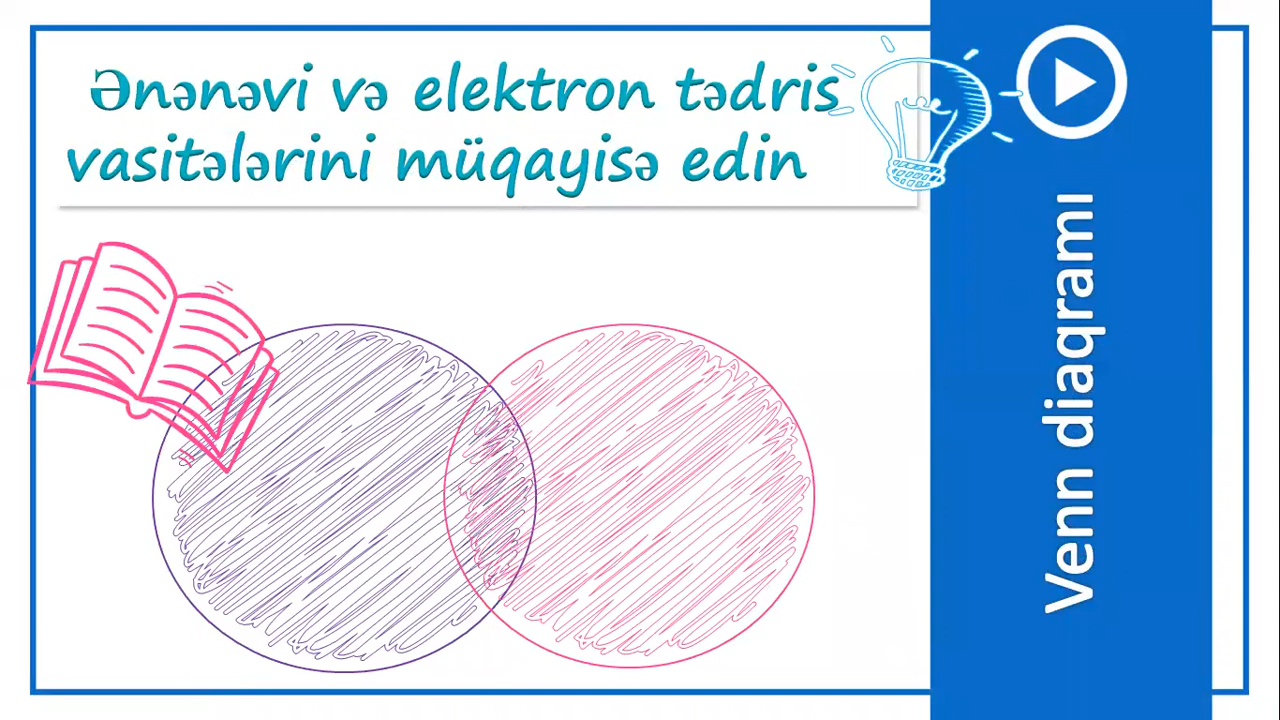 Ənənəvi və elektron tədris
vasitələrini müqayisə edin
Venn diaqramı